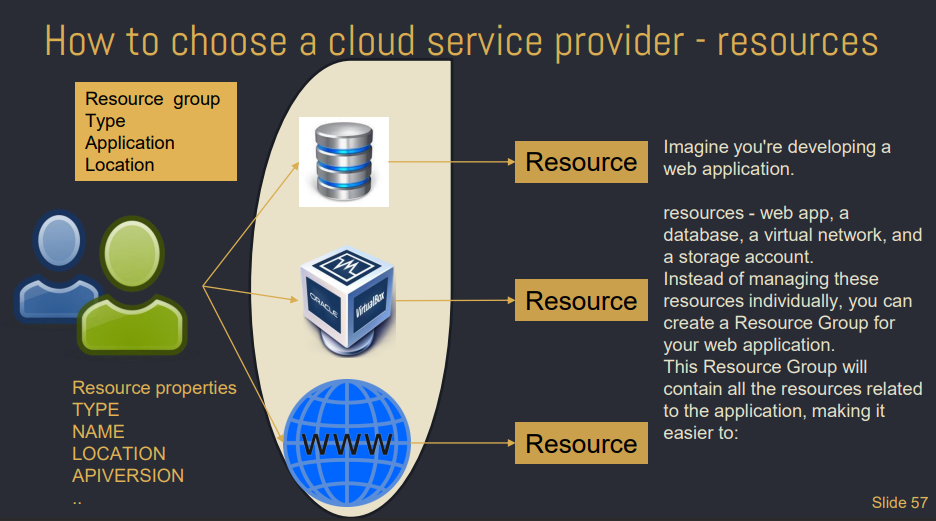 How to choose a cloud service provider - resources
Resource group
Type
Application
Location
Resource
Imagine you're developing a
web application.
resources - web app, a
database, a virtual network, and
a storage account.
Instead of managing these
resources individually, you can
create a Resource Group for
your web application.
This Resource Group will
contain all the resources related
to the application, making it
easier to:
ORACLE
VirtualBox
Resource
Resource properties
TYPE
NAME
LOCATION
APIVERSION
..
WWW
Resource
Slide 57